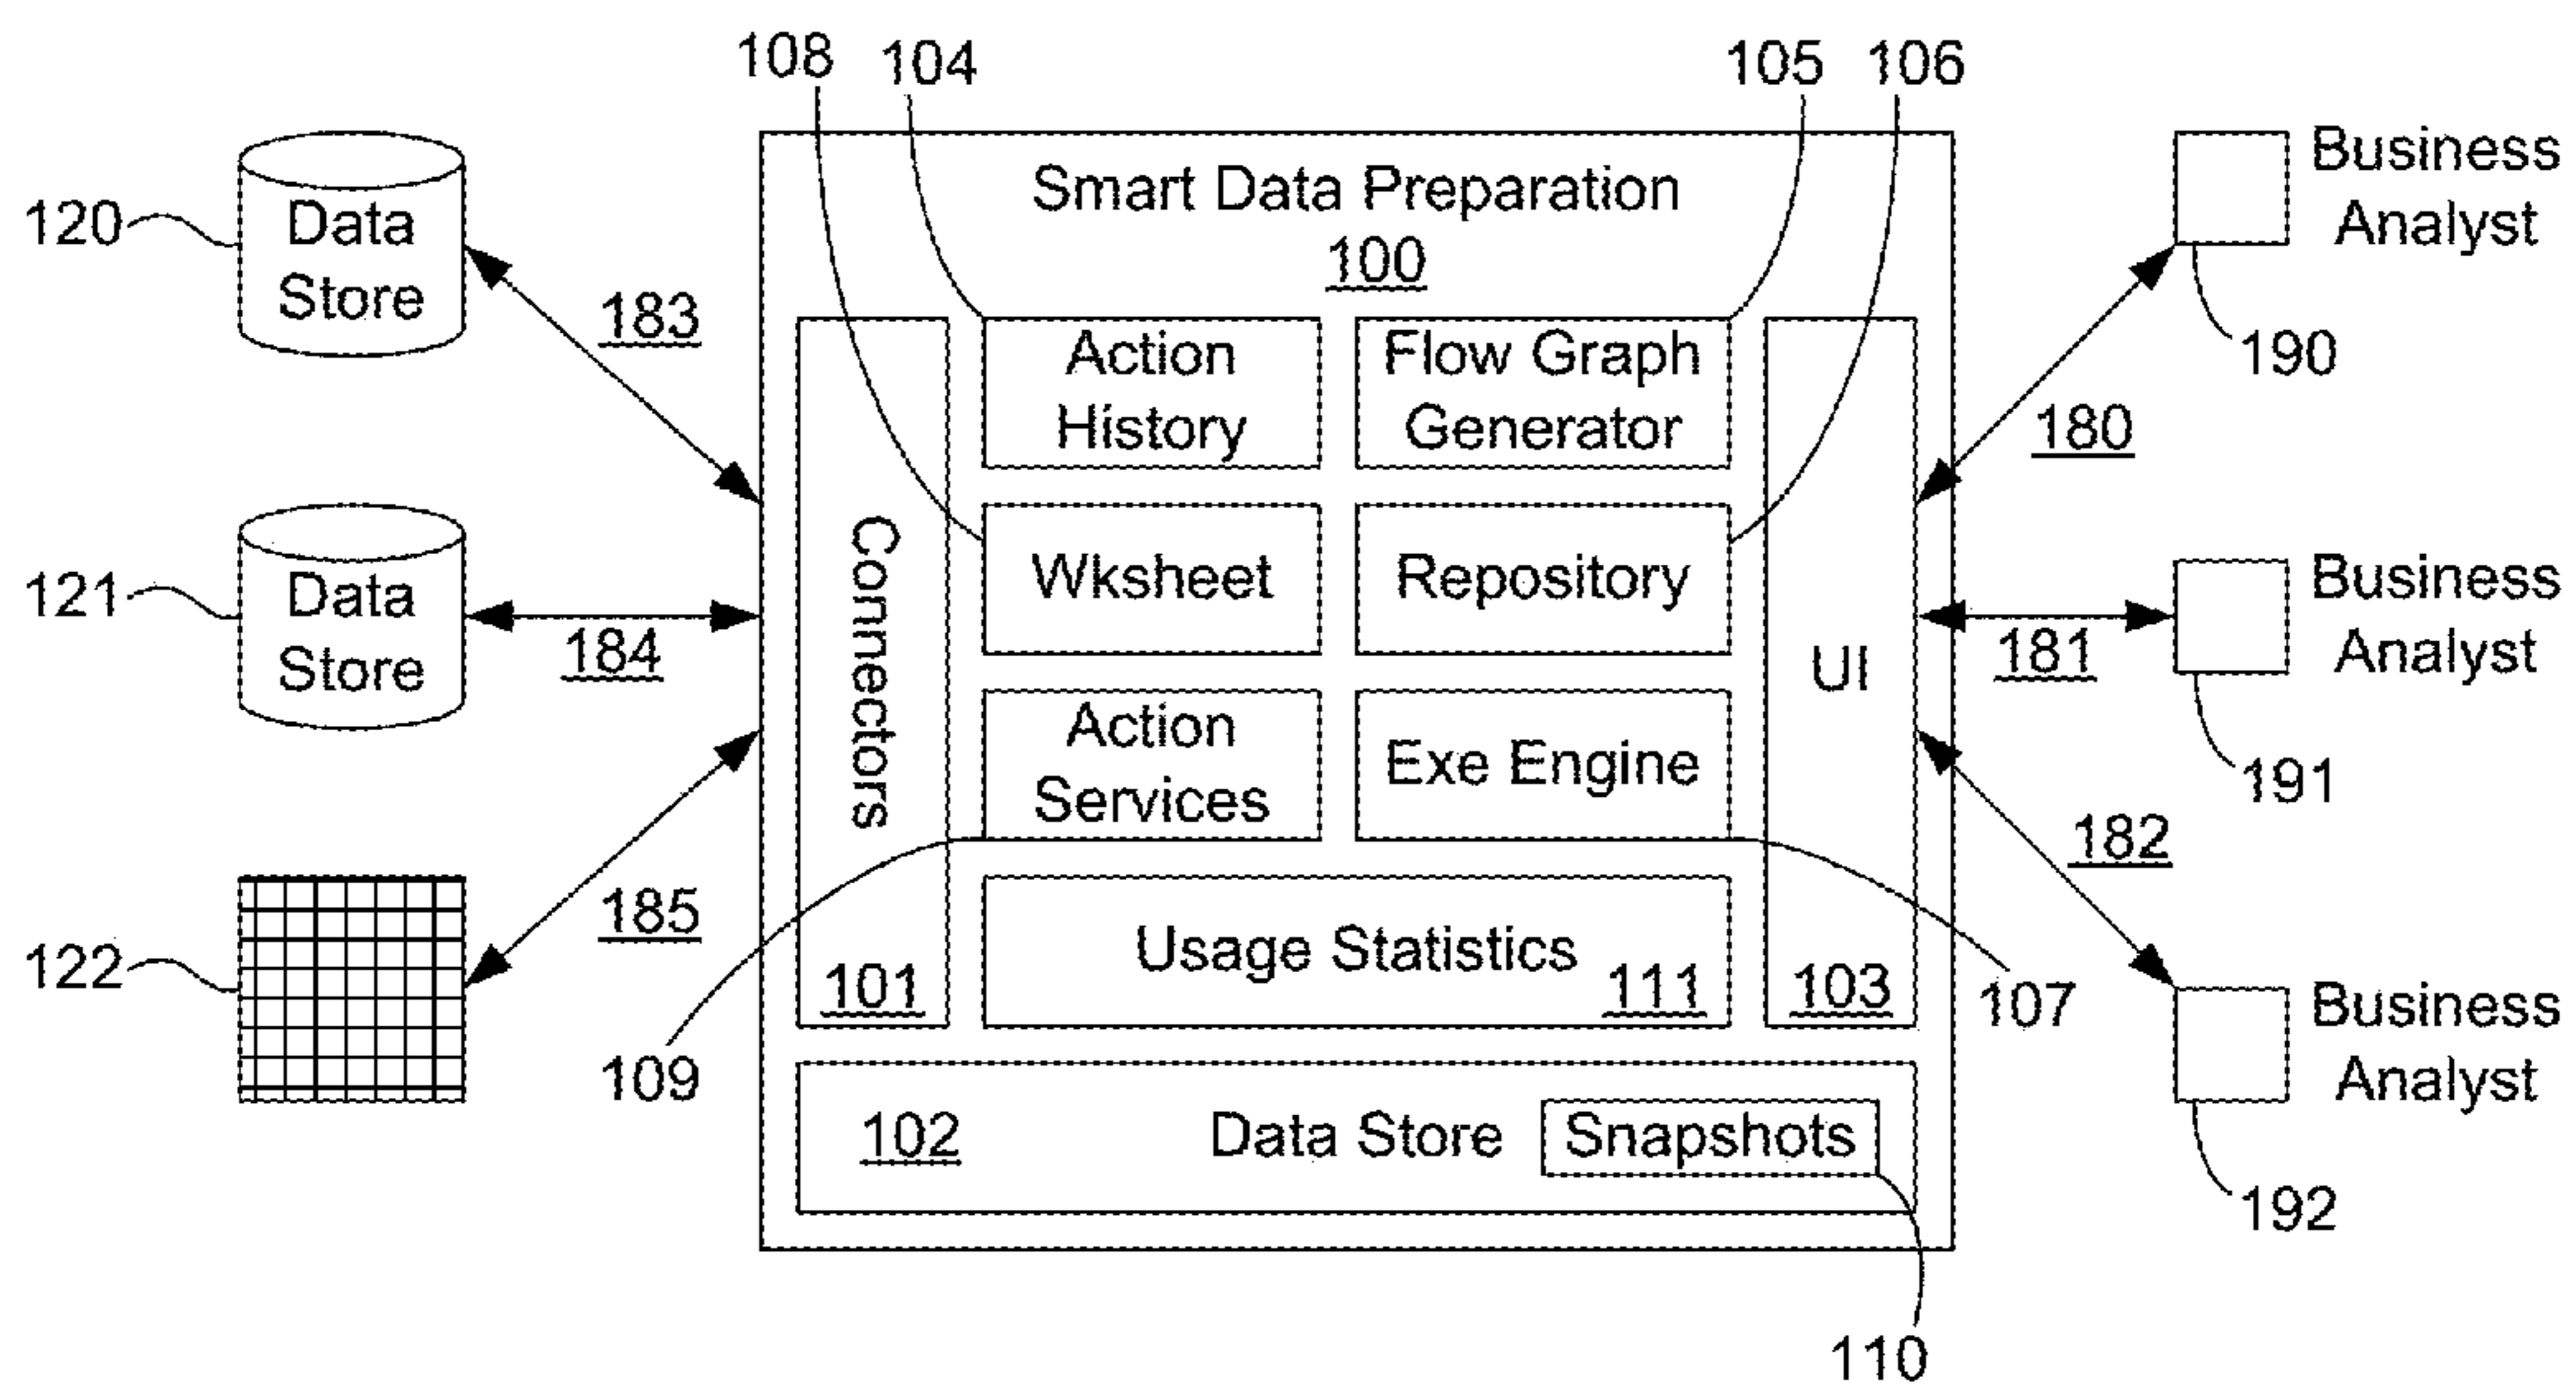 108
104
105
106
120
Data
Store
183
Smart Data Preparation
100
Business
Analyst
190
180
Action
History
Flow Graph
Generator
121
Data
Store
184
Connectors
101
Wksheet
Repository
UI
103
181
Business
Analyst
191
Action
Services
Exe Engine
182
122
185
Usage Statistics
111
109
107
Business
Analyst
192
102
Data Store
Snapshots
110